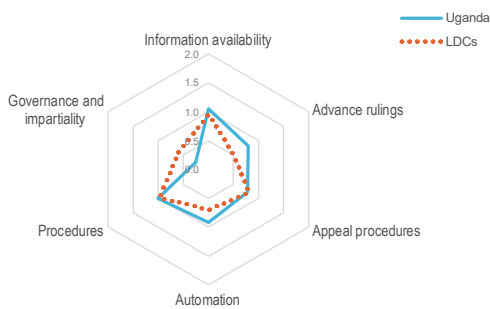 Uganda
LDCs
Information availability
2.0
1.5
1.0
0.5
0.0
Governance and
impartiality
Advance rulings
Procedures
Appeal procedures
Automation